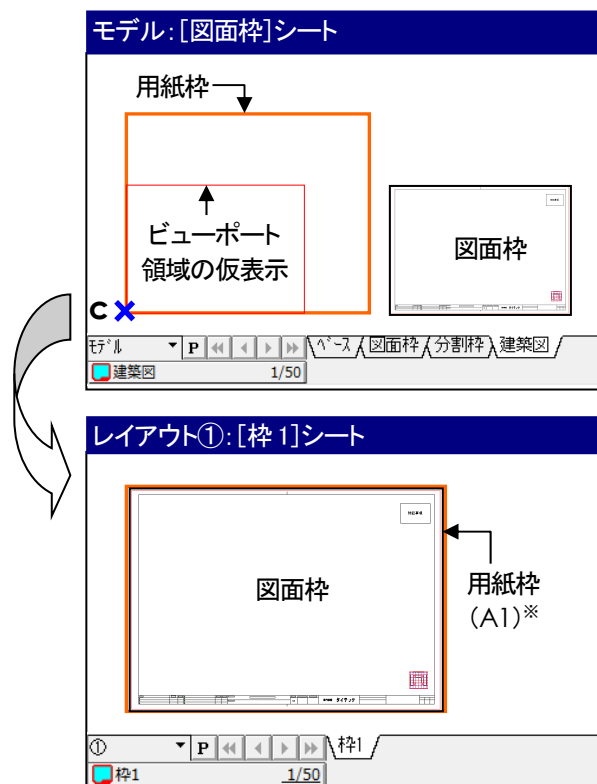 モデル:[図面枠]シート
用紙枠
ビューポート
領域の仮表示
図面枠
C
モデル P ベース 図面枠 分割枠 建築図
建築図 1/50
レイアウト①:[枠1]シート
図面枠
用紙枠
(A1)※
① P 枠1
枠1 1/50